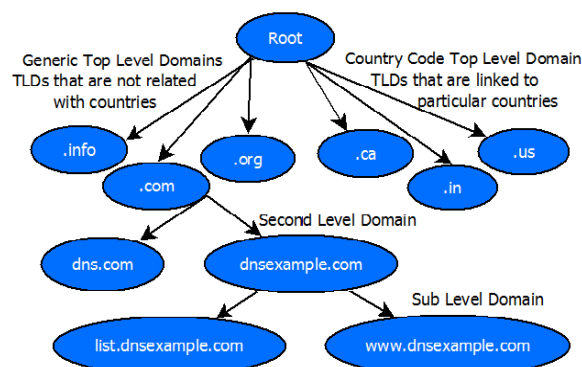 Root
Generic Top Level Domains
TLDs that are not related
with countries
Country Code Top Level Domain
TLDs that are linked to
particular countries
.info
.com
.org
.ca
.in
.us
Second Level Domain
dns.com
dnsexample.com
Sub Level Domain
list.dnsexample.com
www.dnsexample.com